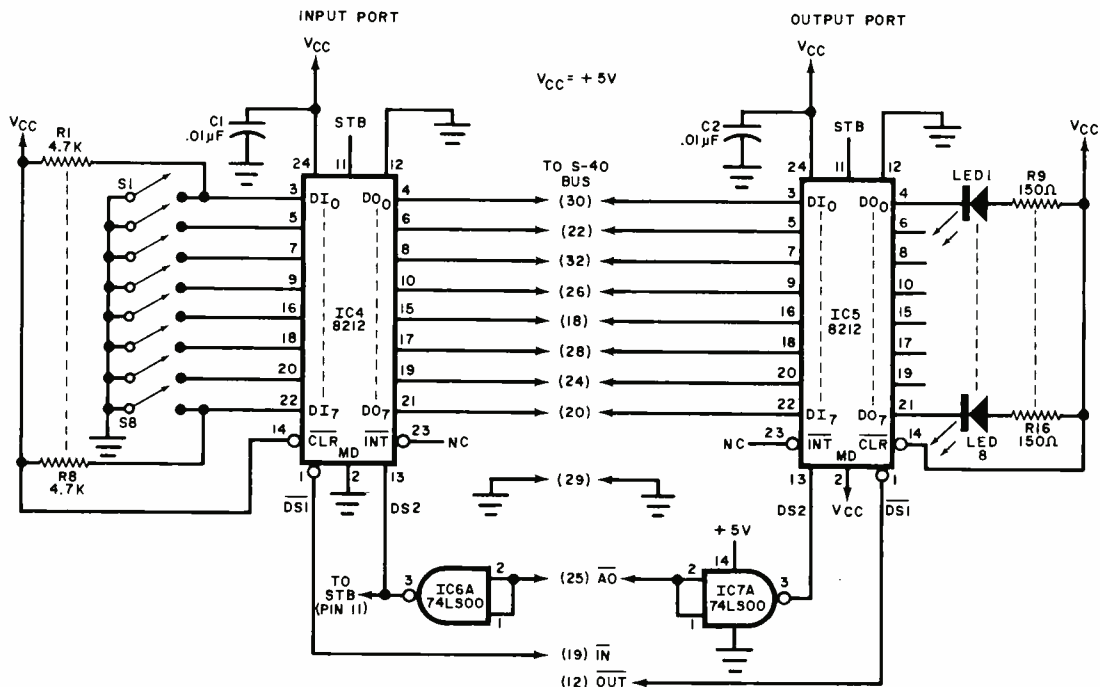 INPUT PORT
OUTPUT PORT
VCC
VCC
VCC = +5V
VCC
R1
4.7K
C1
.01µF
STB
C2
.01µF
STB
VCC
24
11
12
TO S-40
BUS
24
11
12
LED1
R9
150Ω
S1
3
DI0
DO0
4
(30)
3
DI0
DO0
4
5
6
(22)
5
6
7
8
(32)
7
8
9
10
(26)
9
10
IC4
8212
IC5
8212
16
15
(18)
16
15
18
17
(28)
18
17
20
19
(24)
20
19
S8
22
DI7
DO7
21
(20)
22
DI7
DO7
21
14
CLR
INT
23
NC
NC
23
INT
CLR
14
LED
8
R16
150Ω
R8
4.7K
MD
MD
1
2
13
(29)
13
2
1
DS1
DS2
DS2
VCC
DS1
+5V
TO
STB
(PIN 11)
3
IC6A
74LS00
2
1
(25) A0
2
1
14
IC7A
74LS00
3
(19) IN
(12) OUT